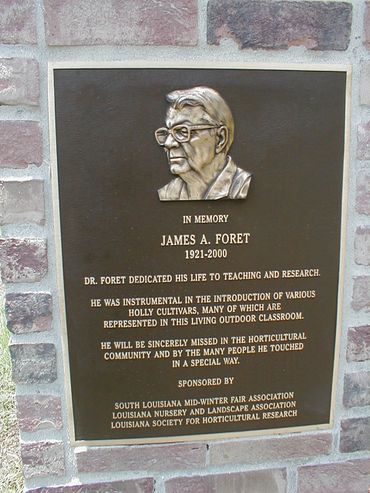 IN MEMORY
JAMES A. FORET
1921-2000
DR. FORET DEDICATED HIS LIFE TO TEACHING AND RESEARCH.
HE WAS INSTRUMENTAL IN THE INTRODUCTION OF VARIOUS
HOLLY CULTIVARS, MANY OF WHICH ARE
REPRESENTED IN THIS LIVING OUTDOOR CLASSROOM.
HE WILL BE SINCERELY MISSED IN THE HORTICULTURAL
COMMUNITY AND BY THE MANY PEOPLE HE TOUCHED
IN A SPECIAL WAY.
SPONSORED BY
SOUTH LOUISIANA MID-WINTER FAIR ASSOCIATION
LOUISIANA NURSERY AND LANDSCAPE ASSOCIATION
LOUISIANA SOCIETY FOR HORTICULTURAL RESEARCH